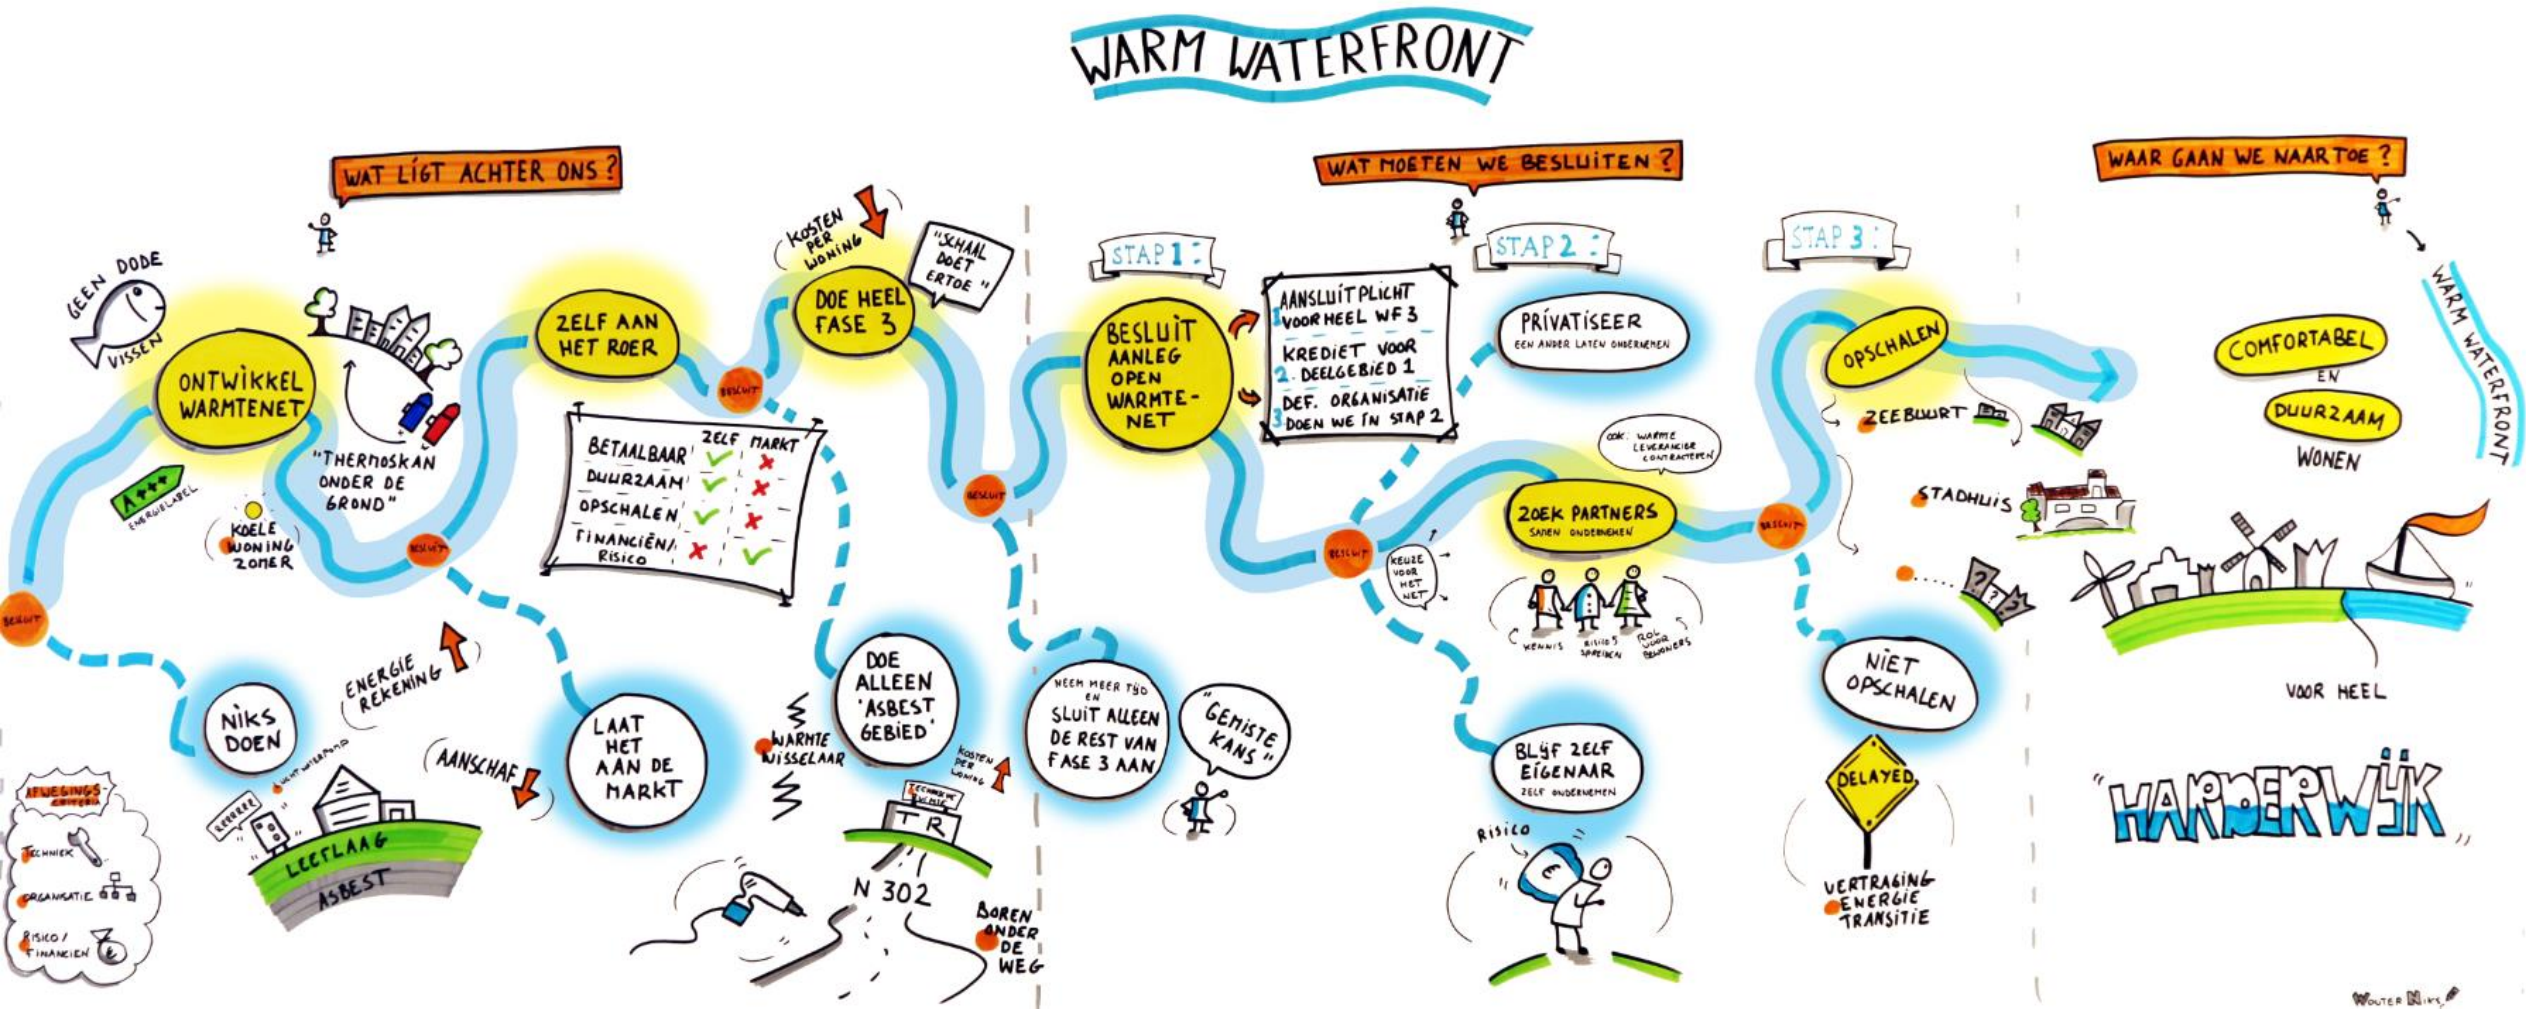 WARM WATERFRONT
WAT LIGT ACHTER ONS?
GEEN DODE
VISSEN
ONTWIKKEL
WARMTENET
A+++
ENERGIELABEL
KOELE
WONING
ZOMER
"THERMOSKAN
ONDER DE
GROND"
BESLUIT
BESLUIT
NIKS
DOEN
ENERGIE
REKENING
LUCHTWARMTEPOMP
RRRRRRR
LEEFLAAG
ASBEST
AFWEGINGS-
CRITERIA
TECHNIEK
ORGANISATIE
RISICO/
FINANCIEN
AANSCHAF
LAAT
HET
AAN DE
MARKT
ZELF AAN
HET ROER
BESLUIT
ZELF MARKT
BETAALBAAR
DUURZAAM
OPSCHALEN
FINANCIËN/
RISICO
KOSTEN
PER
WONING
DOE HEEL
FASE 3
"SCHAAL
DOET
ERTOE"
BESLUIT
DOE
ALLEEN
'ASBEST
GEBIED'
WARMTE
WISSELAAR
KOSTEN
PER
WONING
TECHNISCHE
RUIMTE
TR
N 302
BOREN
ONDER
DE
WEG
NEEM MEER TIJD
EN
SLUIT ALLEEN
DE REST VAN
FASE 3 AAN
"GEMISTE
KANS"
WAT MOETEN WE BESLUITEN?
STAP 1:
BESLUIT
AANLEG
OPEN
WARMTE-
NET
AANSLUITPLICHT
1 VOOR HEEL WF3
KREDIET VOOR
2. DEELGEBIED 1
DEF. ORGANISATIE
3 DOEN WE IN STAP 2
STAP 2:
PRIVATISEER
EEN ANDER LATEN ONDERNEMEN
BESLUIT
KEUZE
VOOR
HET
NET
OOK: WARMTE
LEVERANCIER
CONTRACTEREN
ZOEK PARTNERS
SAMEN ONDERNEMEN
KENNIS
RISICO'S
SPREIDEN
ROL
VOOR
BEWONERS
BLIJF ZELF
EIGENAAR
ZELF ONDERNEMEN
RISICO
€
STAP 3:
BESLUIT
OPSCHALEN
ZEEBUURT
STADHUIS
? ? ?
NIET
OPSCHALEN
DELAYED
VERTRAGING
ENERGIE
TRANSITIE
WAAR GAAN WE NAARTOE?
WARM WATERFRONT
COMFORTABEL
EN
DUURZAAM
WONEN
VOOR HEEL
"HARDERWIJK"
WOUTER NIKS